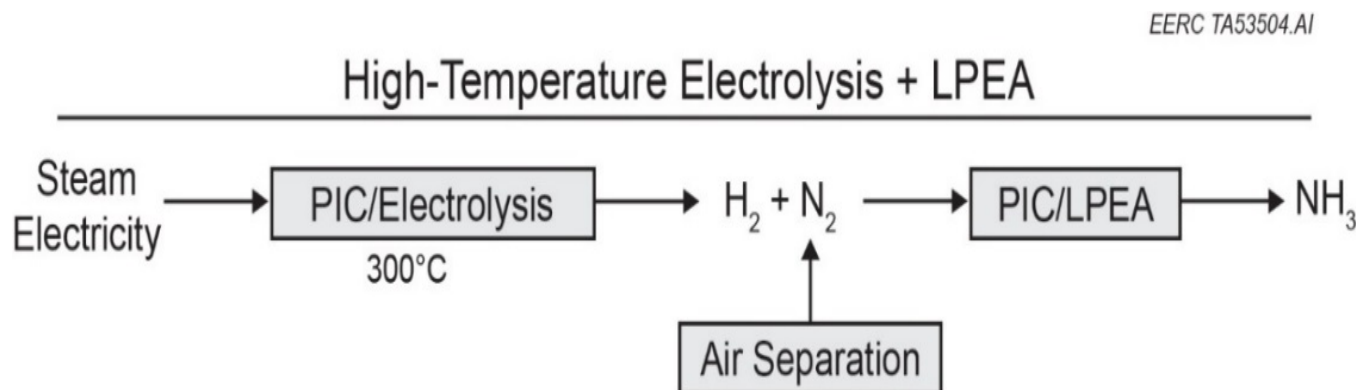 EERC TA53504.AI
High-Temperature Electrolysis + LPEA
Steam
Electricity
PIC/Electrolysis
300°C
H₂ + N₂
PIC/LPEA
NH₃
Air Separation